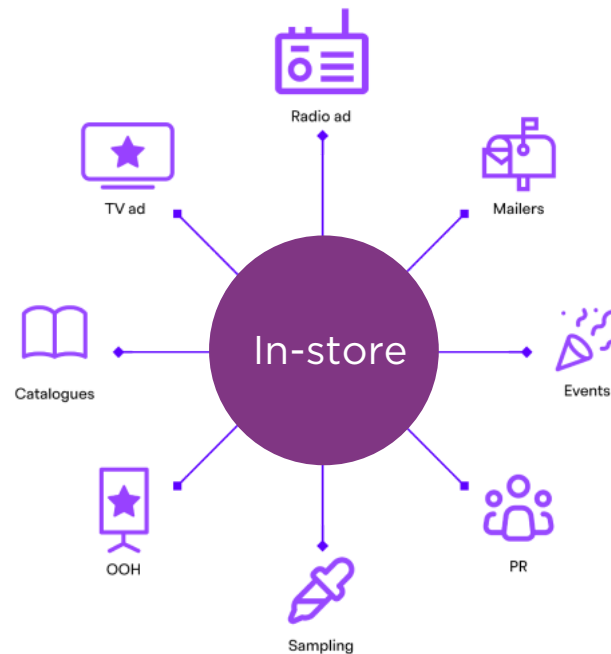 Radio ad
TV ad
Mailers
In-store
Catalogues
Events
OOH
PR
Sampling